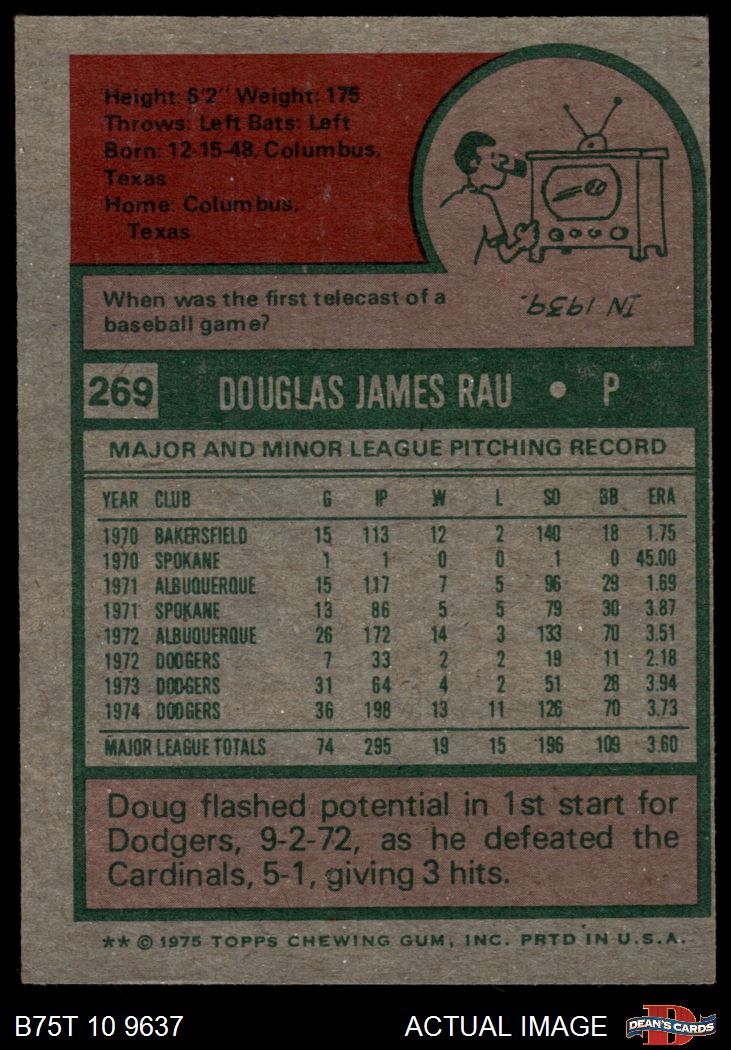 Height: 6'2" Weight: 175
Throws: Left Bats: Left
Born: 12-15-48, Columbus,
Texas
Home: Columbus,
Texas
When was the first telecast of a
baseball game?
IN 1939.
269 DOUGLAS JAMES RAU • P
MAJOR AND MINOR LEAGUE PITCHING RECORD
YEAR CLUB G IP W L SO BB ERA
1970 BAKERSFIELD 15 113 12 2 140 18 1.75
1970 SPOKANE 1 1 0 0 1 0 45.00
1971 ALBUQUERQUE 15 117 7 5 96 29 1.69
1971 SPOKANE 13 86 5 5 79 30 3.87
1972 ALBUQUERQUE 26 172 14 3 133 70 3.51
1972 DODGERS 7 33 2 2 19 11 2.18
1973 DODGERS 31 64 4 2 51 28 3.94
1974 DODGERS 36 198 13 11 126 70 3.73
MAJOR LEAGUE TOTALS 74 295 19 15 196 109 3.60
Doug flashed potential in 1st start for
Dodgers, 9-2-72, as he defeated the
Cardinals, 5-1, giving 3 hits.
** © 1975 TOPPS CHEWING GUM, INC. PRTD IN U.S.A.
B75T 10 9637 ACTUAL IMAGE DEAN'S CARDS